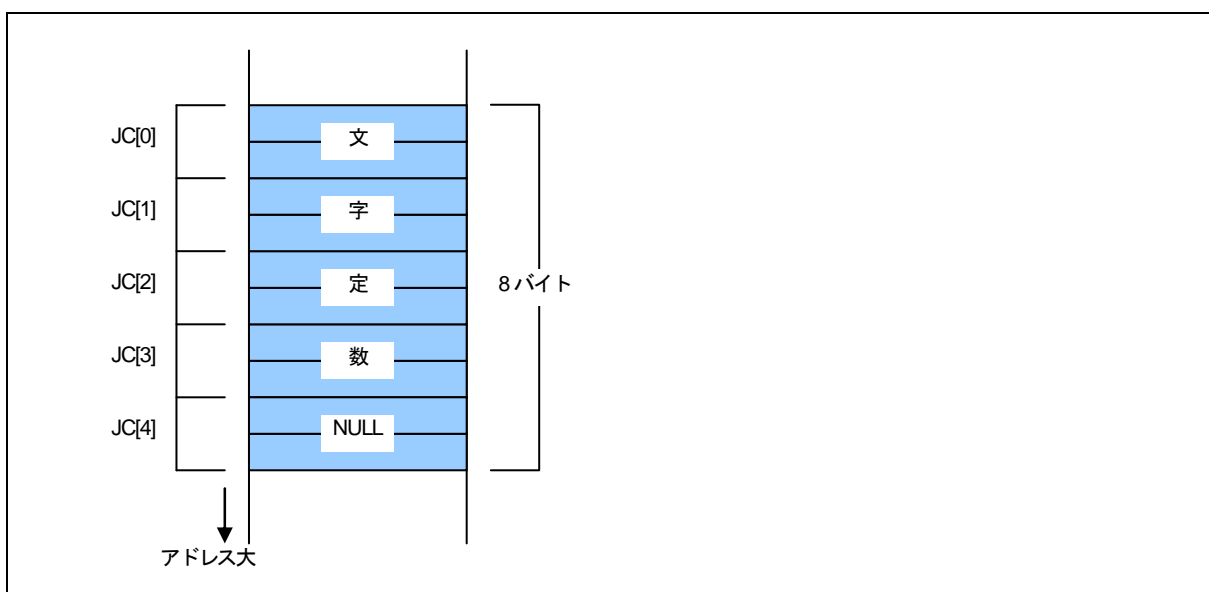 JC[0]
文
JC[1]
字
JC[2]
定
8バイト
JC[3]
数
JC[4]
NULL
アドレス大